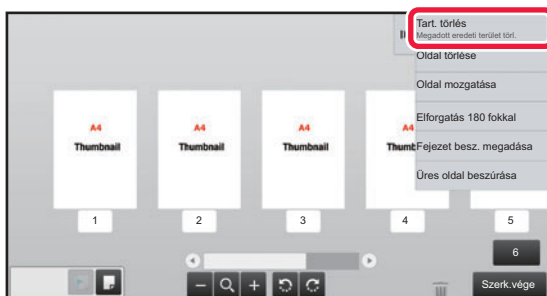 Tart. törlés
Megadott eredeti terület törl.
Oldal törlése
Oldal mozgatása
Elforgatás 180 fokkal
Fejezet besz. megadása
Üres oldal beszúrása
A4 A4 A4 A4
Thumbnail Thumbnail Thumbnail
1 2 3 4 5
6
Szerk.vége